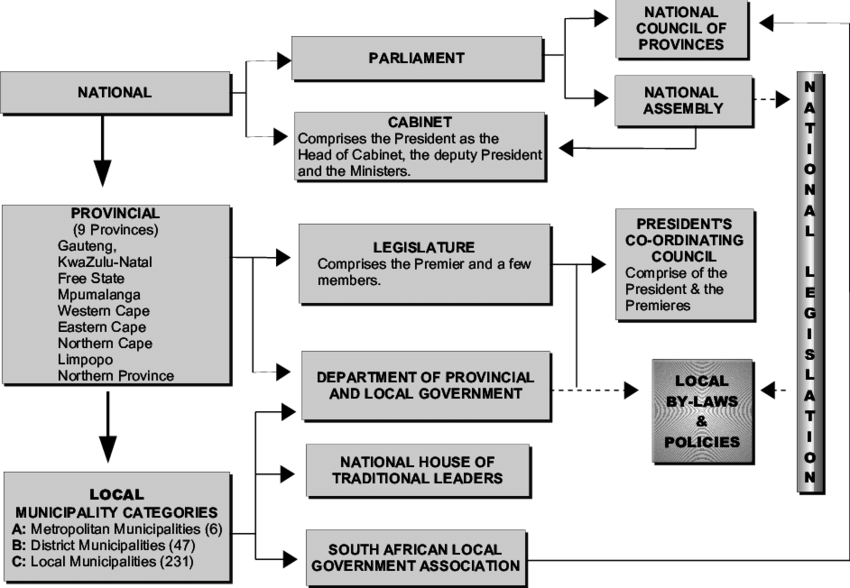 NATIONAL
PARLIAMENT
NATIONAL
COUNCIL OF
PROVINCES
NATIONAL
ASSEMBLY
CABINET
Comprises the President as the
Head of Cabinet, the deputy President
and the Ministers.
PROVINCIAL
(9 Provinces)
Gauteng,
KwaZulu-Natal
Free State
Mpumalanga
Western Cape
Eastern Cape
Northern Cape
Limpopo
Northern Province
LEGISLATURE
Comprises the Premier and a few
members.
PRESIDENT'S
CO-ORDINATING
COUNCIL
Comprise of the
President & the
Premieres
DEPARTMENT OF PROVINCIAL
AND LOCAL GOVERNMENT
LOCAL
BY-LAWS
&
POLICIES
NATIONAL LEGISLATION
LOCAL
MUNICIPALITY CATEGORIES
A: Metropolitan Municipalities (6)
B: District Municipalities (47)
C: Local Municipalities (231)
NATIONAL HOUSE OF
TRADITIONAL LEADERS
SOUTH AFRICAN LOCAL
GOVERNMENT ASSOCIATION